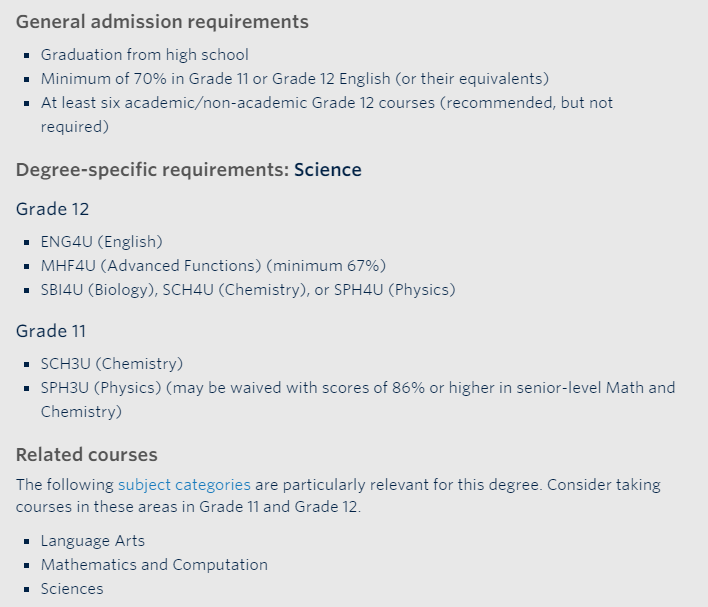 General admission requirements
Graduation from high school
Minimum of 70% in Grade 11 or Grade 12 English (or their equivalents)
At least six academic/non-academic Grade 12 courses (recommended, but not
required)
Degree-specific requirements: Science
Grade 12
ENG4U (English)
MHF4U (Advanced Functions) (minimum 67%)
SBI4U (Biology), SCH4U (Chemistry), or SPH4U (Physics)
Grade 11
SCH3U (Chemistry)
SPH3U (Physics) (may be waived with scores of 86% or higher in senior-level Math and
Chemistry)
Related courses
The following subject categories are particularly relevant for this degree. Consider taking
courses in these areas in Grade 11 and Grade 12.
Language Arts
Mathematics and Computation
Sciences